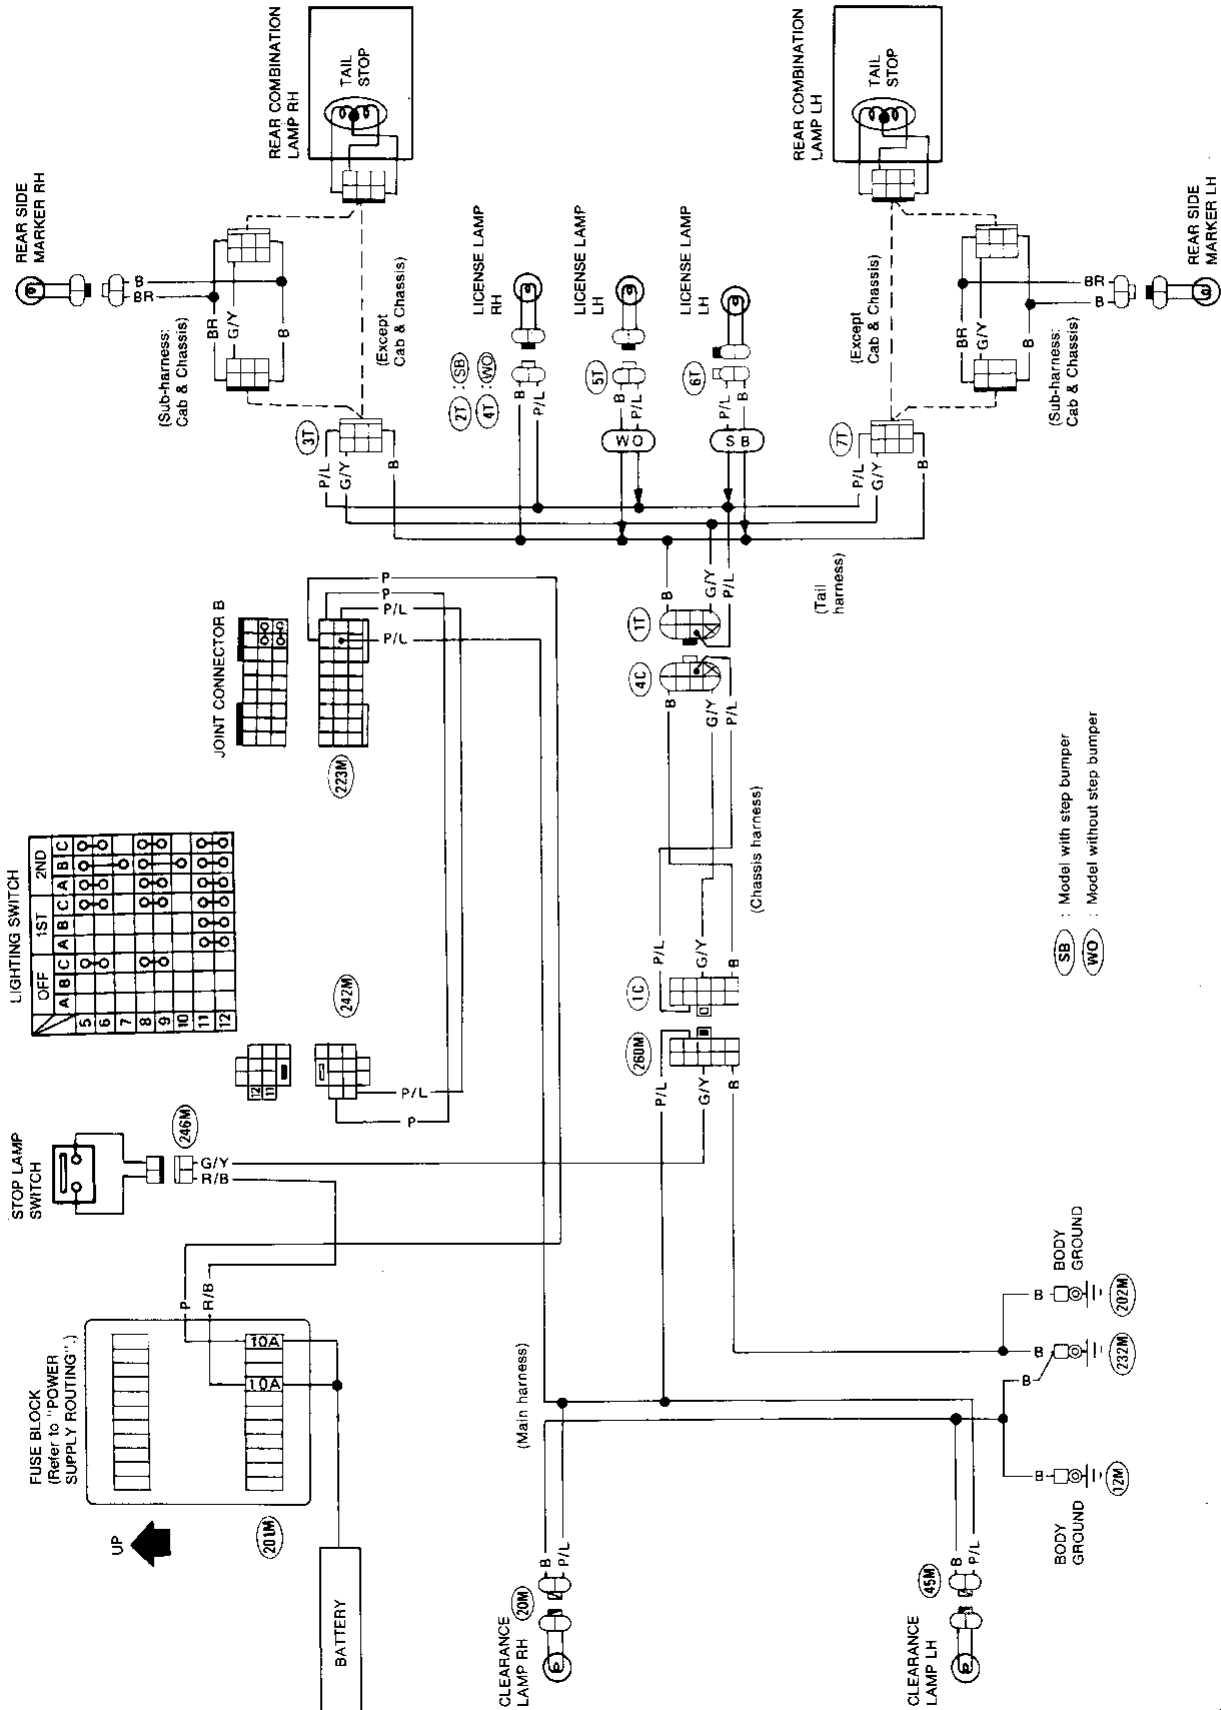 REAR SIDE
MARKER RH
B
BR
BR
G/Y
B
(Sub-harness:
Cab & Chassis)
REAR COMBINATION
LAMP RH
TAIL
STOP
(Except
Cab & Chassis)
3T
P/L
G/Y
B
2T : SB
4T : WO
LICENSE LAMP
RH
B
P/L
LICENSE LAMP
LH
5T
B
P/L
WO
LICENSE LAMP
LH
6T
P/L
B
SB
REAR COMBINATION
LAMP LH
TAIL
STOP
(Except
Cab & Chassis)
7T
P/L
G/Y
B
REAR SIDE
MARKER LH
BR
B
BR
G/Y
B
(Sub-harness:
Cab & Chassis)
(Tail
harness)
B
G/Y
P/L
1T
4C
B
G/Y
P/L
(Chassis harness)
P/L
G/Y
B
1C
260M
P/L
G/Y
B
JOINT CONNECTOR B
223M
P
P
P/L
P/L
LIGHTING SWITCH
OFF 1ST 2ND
A B C A B C A B C
5
6
7
8
9
10
11
12
242M
12
11
P/L
P
STOP LAMP
SWITCH
246M
G/Y
R/B
FUSE BLOCK
(Refer to "POWER
SUPPLY ROUTING".)
P
R/B
10A
10A
UP
201M
BATTERY
(Main harness)
CLEARANCE
LAMP RH
20M
B
P/L
CLEARANCE
LAMP LH
45M
B
P/L
BODY
GROUND
B
202M
B
232M
B
B
12M
BODY
GROUND
SB : Model with step bumper
WO : Model without step bumper